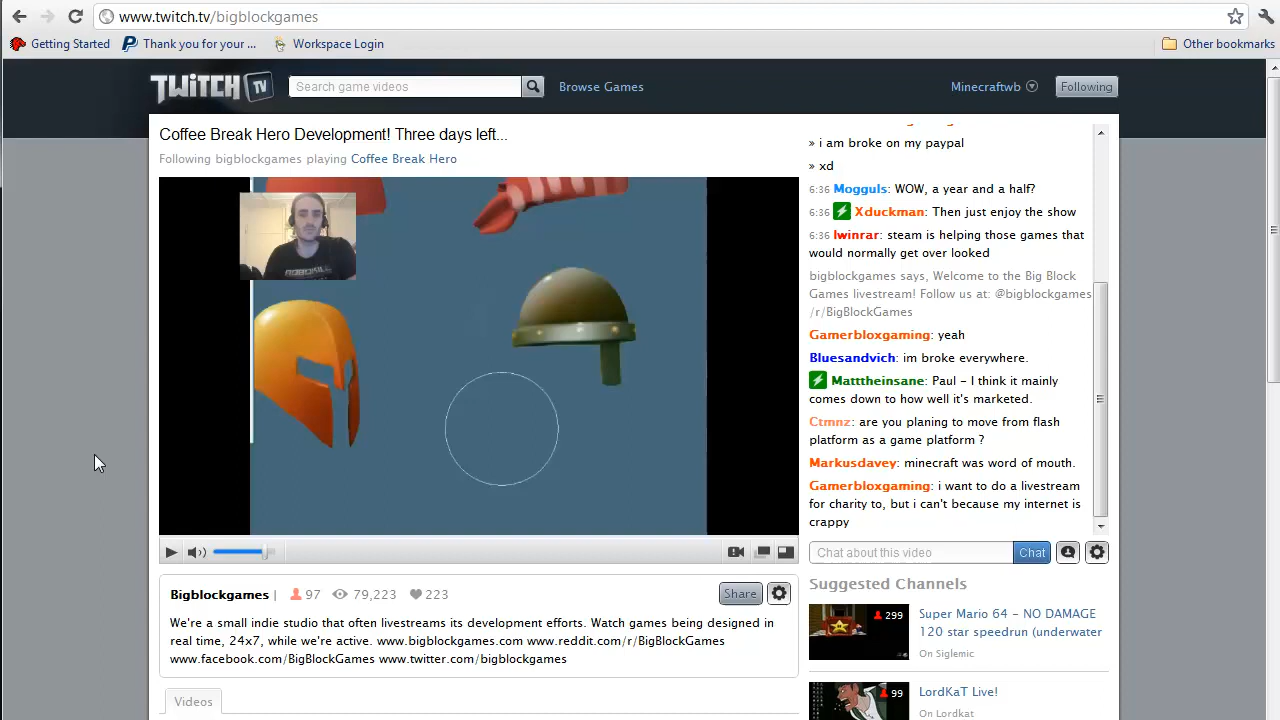 www.twitch.tv/bigblockgames
Getting Started
Thank you for your ...
Workspace Login
Other bookmarks
TWiTCH TV
Search game videos
Browse Games
Minecraftwb
Following
Coffee Break Hero Development! Three days left...
Following bigblockgames playing Coffee Break Hero
ROBOKILL
» i am broke on my paypal
» xd
6:36 Mogguls: WOW, a year and a half?
6:36 Xduckman: Then just enjoy the show
6:36 Iwinrar: steam is helping those games that
would normally get over looked
bigblockgames says, Welcome to the Big Block
Games livestream! Follow us at: @bigblockgames
/r/BigBlockGames
Gamerbloxgaming: yeah
Bluesandvich: im broke everywhere.
Matttheinsane: Paul - I think it mainly
comes down to how well it's marketed.
Ctmnz: are you planing to move from flash
platform as a game platform ?
Markusdavey: minecraft was word of mouth.
Gamerbloxgaming: i want to do a livestream
for charity to, but i can't because my internet is
crappy
Chat about this video
Chat
Bigblockgames |
97
79,223
223
Share
We're a small indie studio that often livestreams its development efforts. Watch games being designed in
real time, 24x7, while we're here. www.bigblockgames.com www.reddit.com/r/BigBlockGames
www.facebook.com/BigBlockGames www.twitter.com/bigblockgames
Videos
Suggested Channels
299
Super Mario 64 - NO DAMAGE
120 star speedrun (underwater
On Siglemic
99
LordKaT Live!
On Lordkat